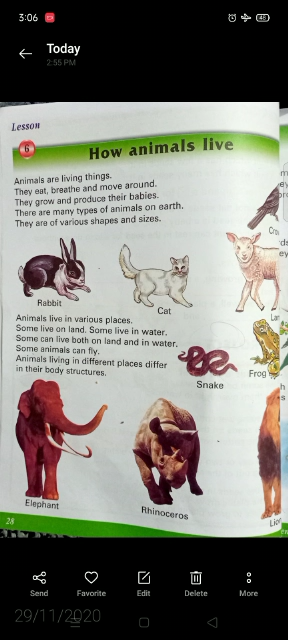 3:06
45
Today
2:55 PM
Lesson
6
How animals live
Animals are living things.
They eat, breathe and move around.
They grow and produce their babies.
There are many types of animals on earth.
They are of various shapes and sizes.
Rabbit
Cat
Animals live in various places.
Some live on land. Some live in water.
Some can live both on land and in water.
Some animals can fly.
Animals living in different places differ
in their body structures.
Snake
Frog
Elephant
Rhinoceros
28
Send
Favorite
Edit
Delete
More
29/11/2020